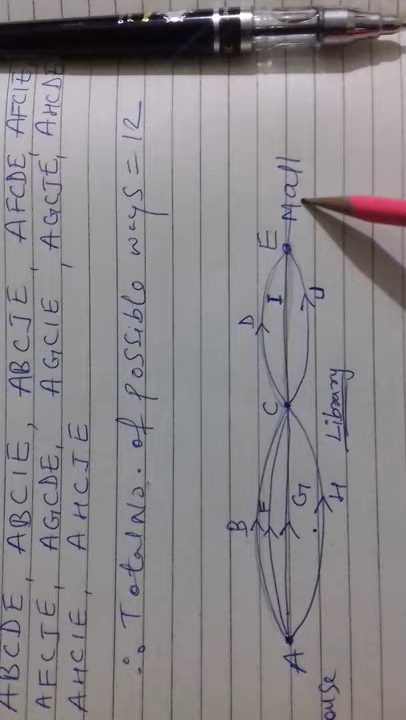 ABCDE, ABCIE, ABCJE, AFCDE, AFCIE,
AFCJE, AGCDE, AGCIE, AGCJE, AHCDE
AHCIE, AHCJE
∴ Total No. of possible ways = 12
B
D
F
C
I
E
Mall
A
G
J
H
Library